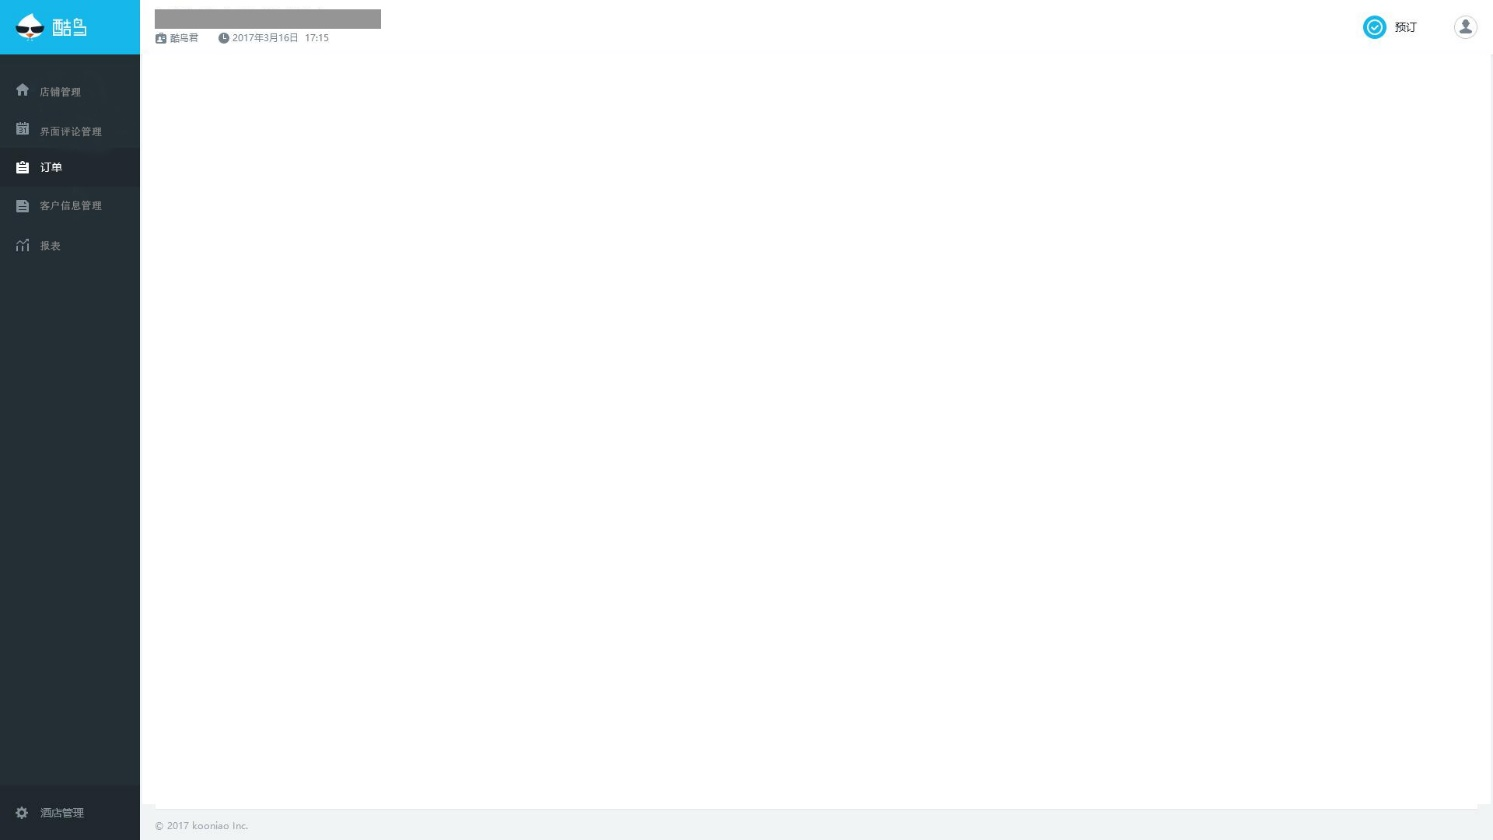 酷鸟
酷鸟君 2017年3月16日 17:15
预订
店铺管理
界面评论管理
订单
客户信息管理
报表
酒店管理
© 2017 kooniao Inc.